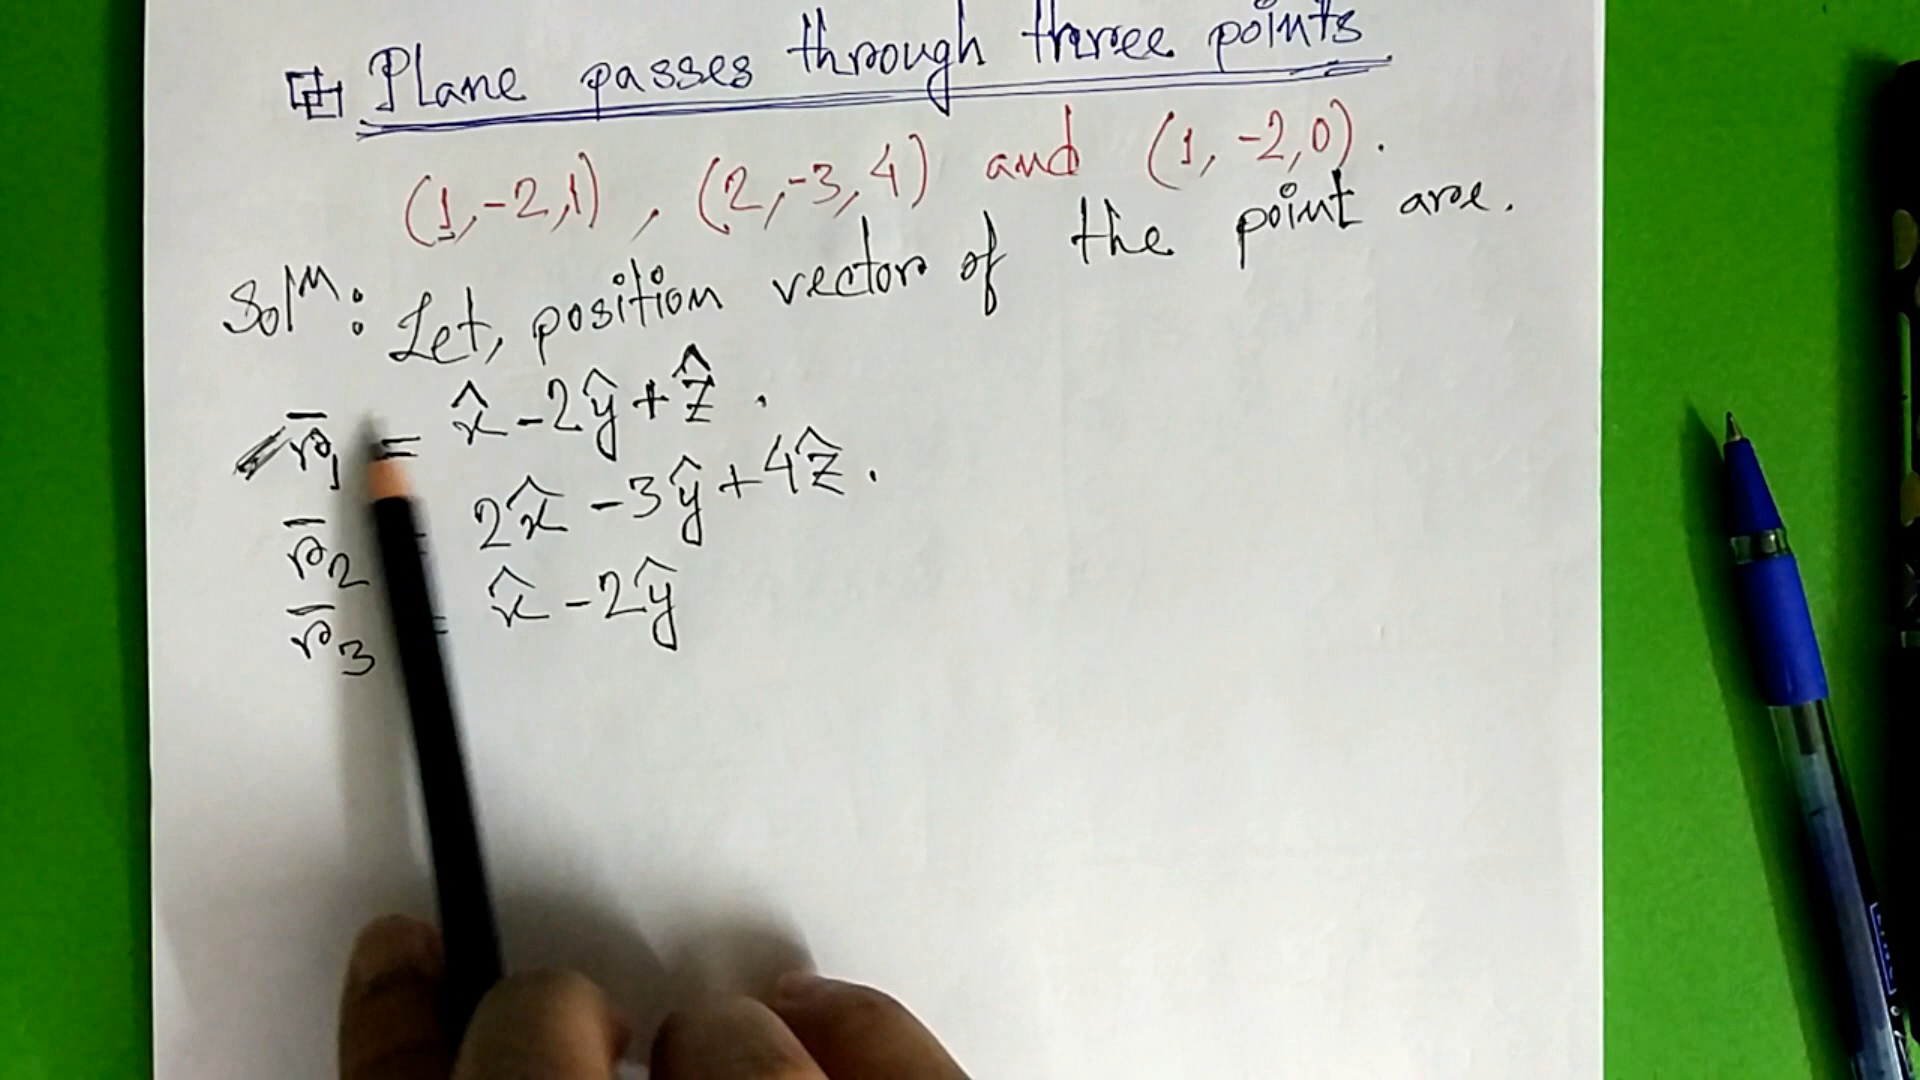 Plane passes through three points
(1,-2,1), (2,-3,4) and (1,-2,0).
Solⁿ: Let, position vector of the point are.
r̄₁ = x̂ - 2ŷ + ẑ.
r̄₂ = 2x̂ - 3ŷ + 4ẑ.
r̄₃ = x̂ - 2ŷ